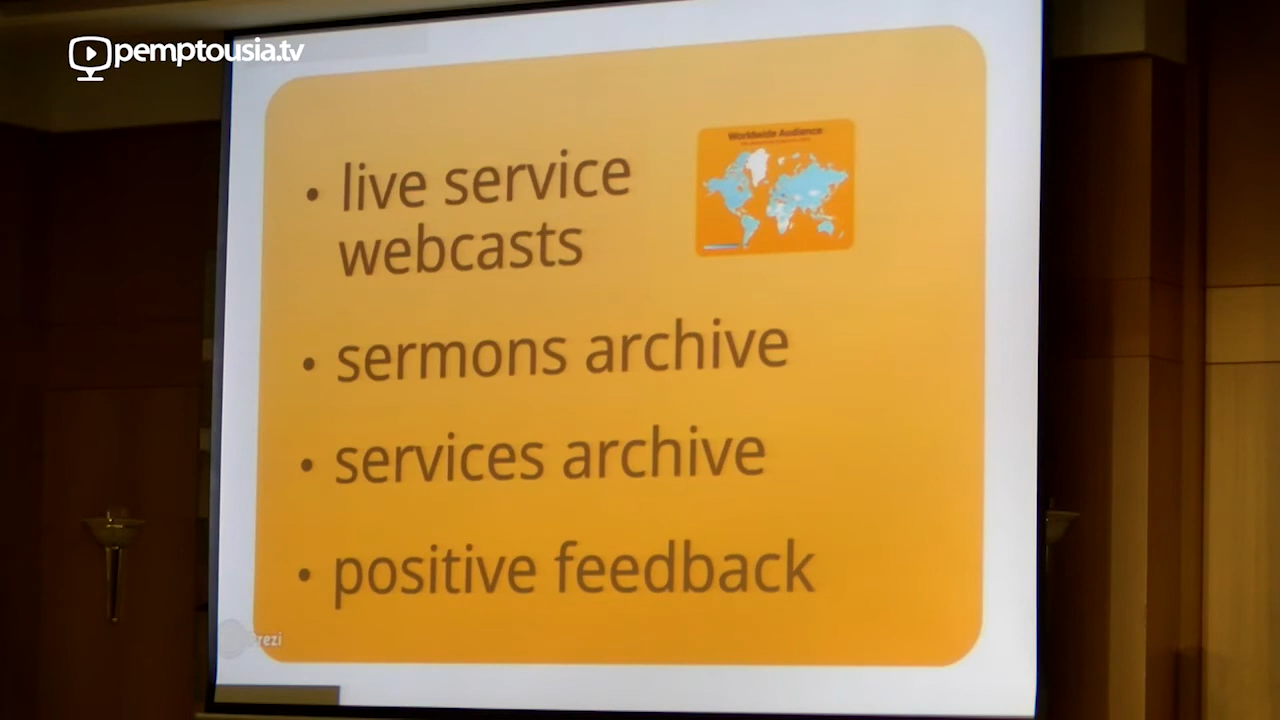 pemptousia.tv
Worldwide Audience
• live service
webcasts
• sermons archive
• services archive
• positive feedback
Prezi